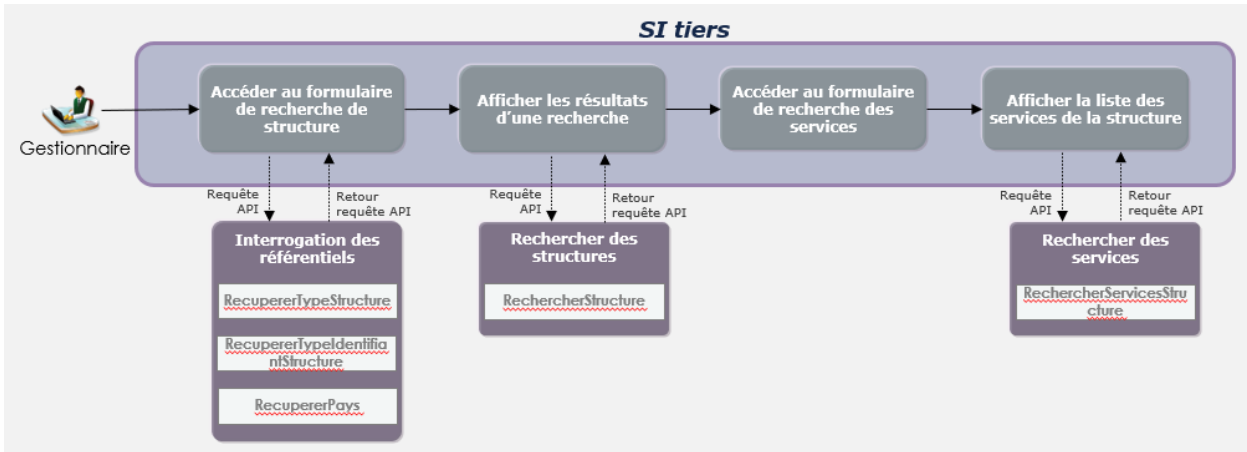 SI tiers
Gestionnaire
Accéder au formulaire
de recherche de
structure
Afficher les résultats
d'une recherche
Accéder au formulaire
de recherche des
services
Afficher la liste des
services de la structure
Requête
API
Retour
requête API
Requête
API
Retour
requête API
Requête
API
Retour
requête API
Interrogation des
référentiels
RecupererTypeStructure
RecupererTypeIdentifia
ntStructure
RecupererPays
Rechercher des
structures
RechercherStructure
Rechercher des
services
RechercherServicesStru
cture